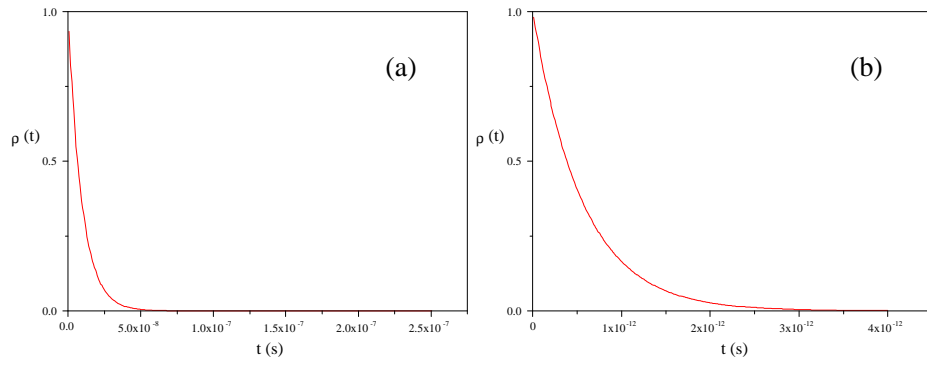 1.0
(a)
ρ (t)
0.5
0.0
0.0 5.0x10⁻⁸ 1.0x10⁻⁷ 1.5x10⁻⁷ 2.0x10⁻⁷ 2.5x10⁻⁷
t (s)
1.0
(b)
ρ (t)
0.5
0.0
0 1x10⁻¹² 2x10⁻¹² 3x10⁻¹² 4x10⁻¹²
t (s)